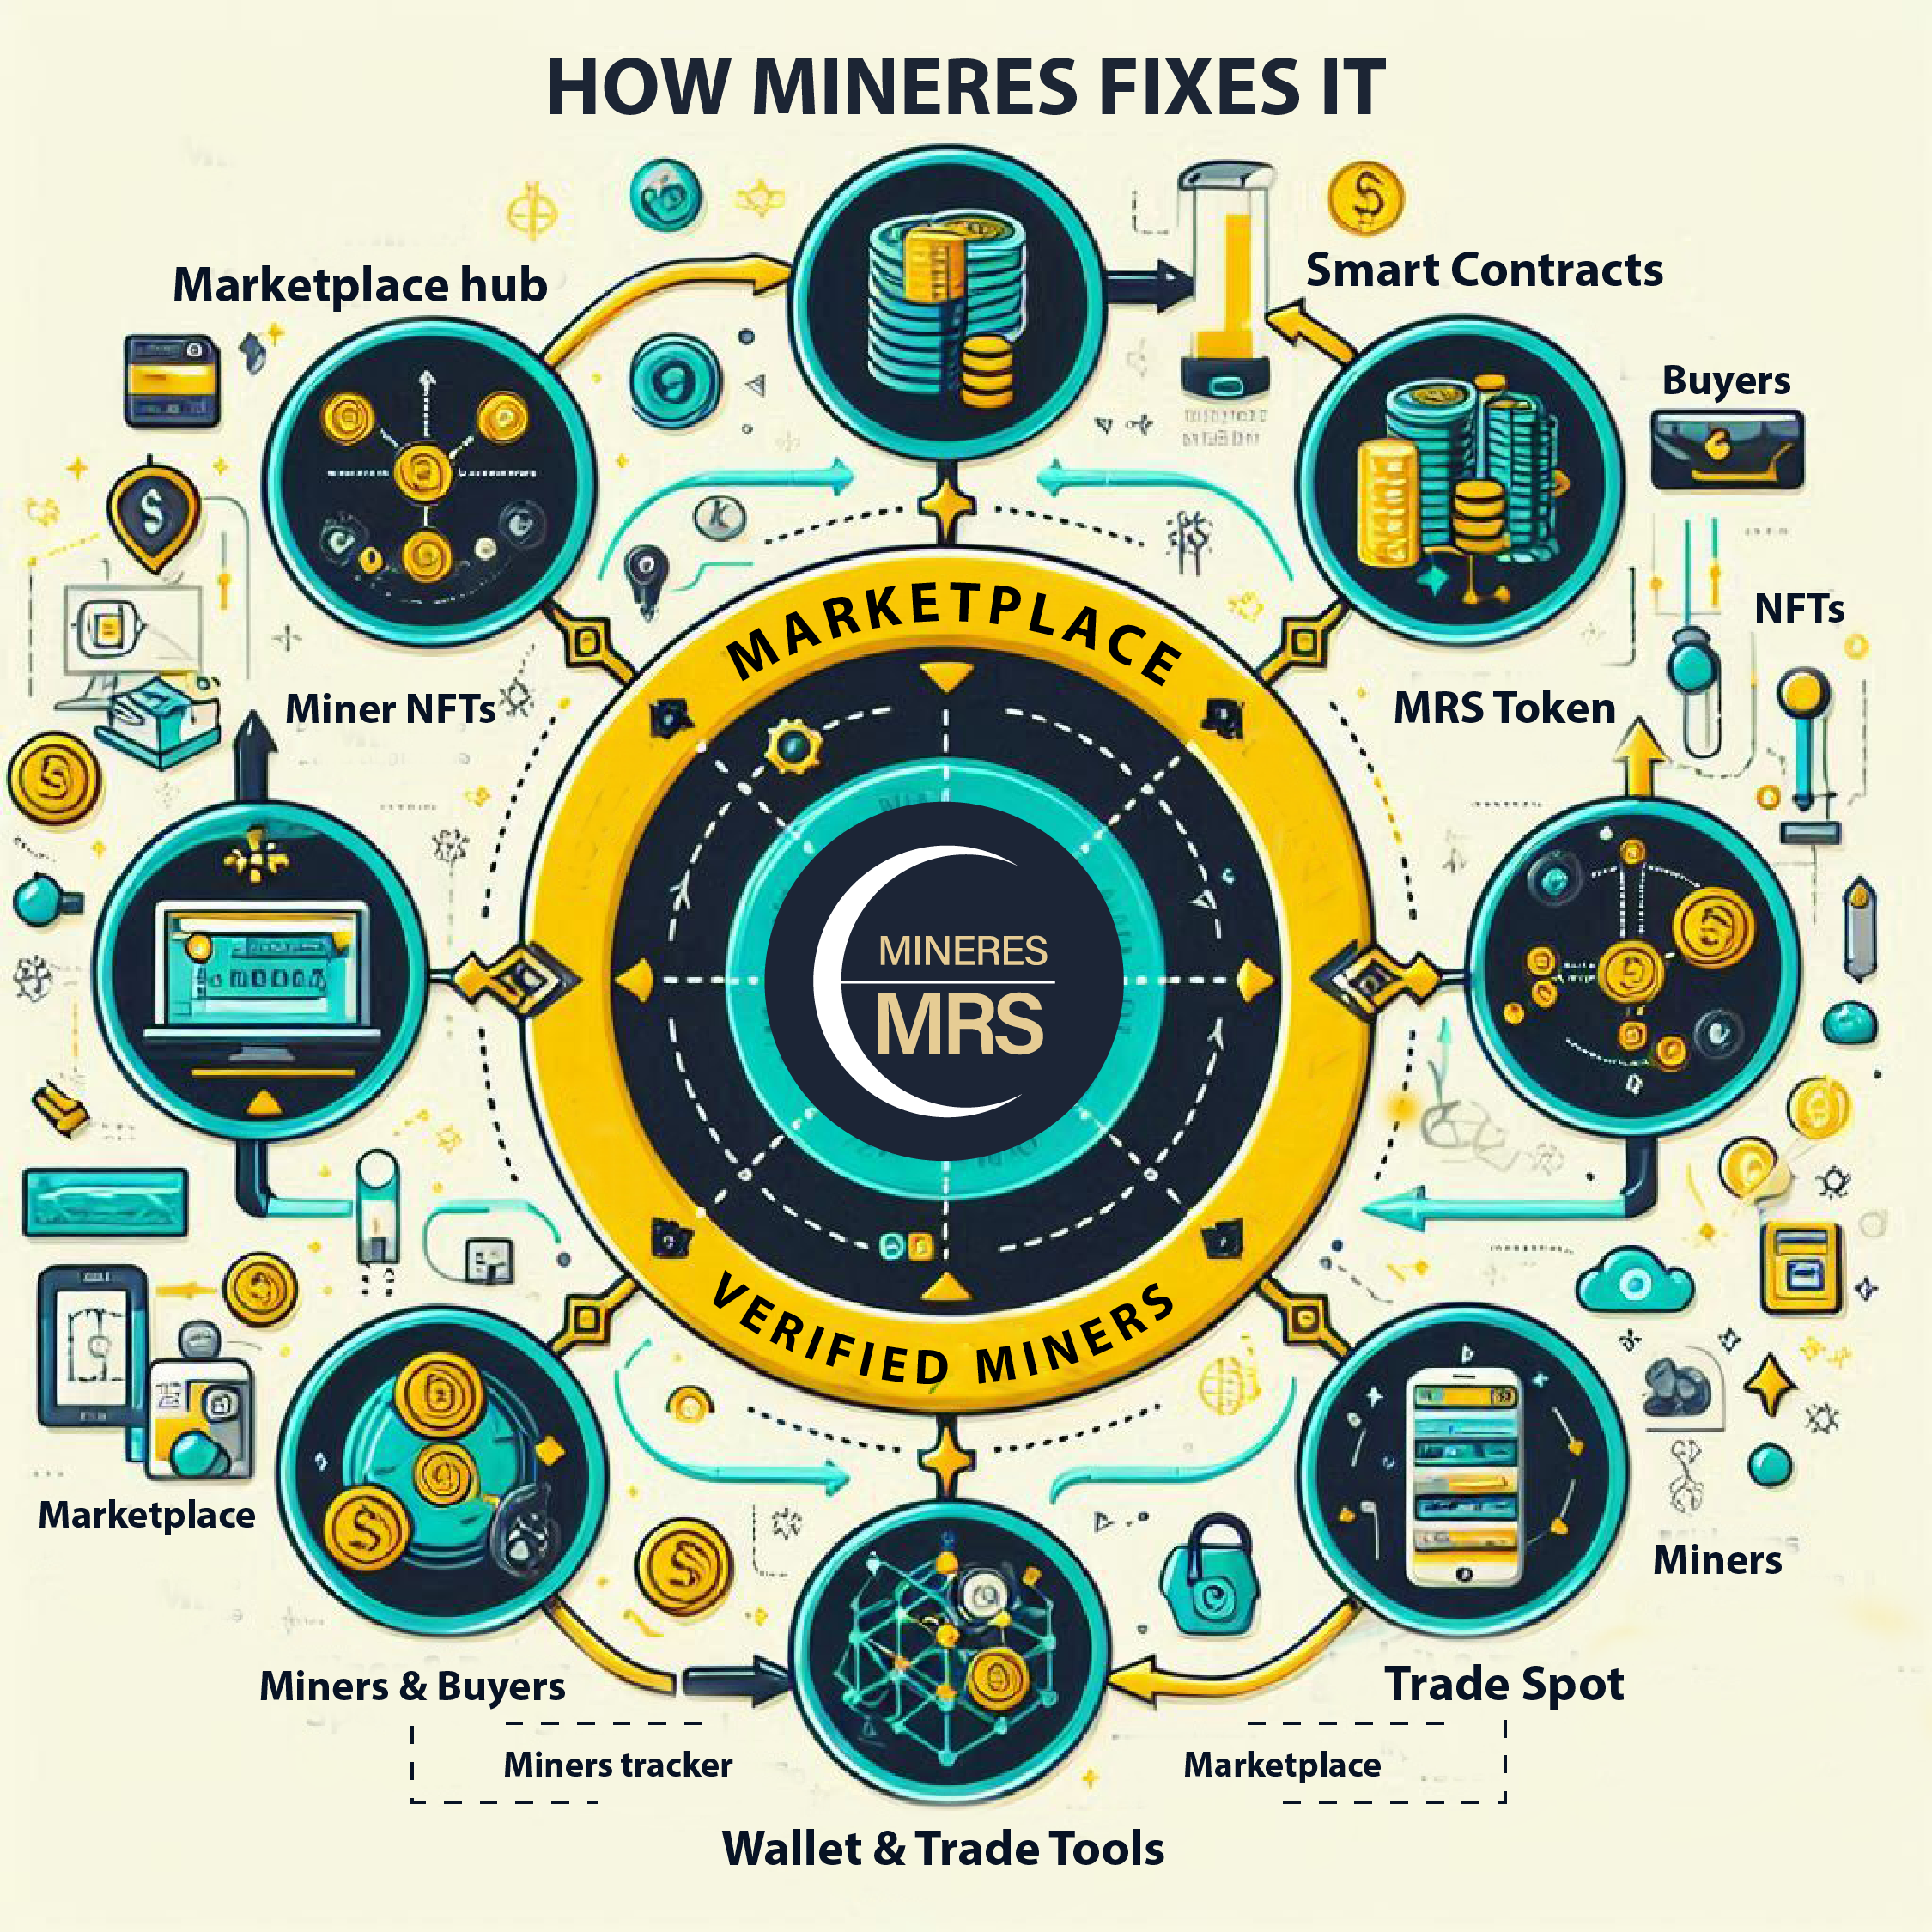 HOW MINERES FIXES IT
Marketplace hub
Smart Contracts
Buyers
NFTs
MARKETPLACE
Miner NFTs
MRS Token
MINERES
MRS
VERIFIED MINERS
Marketplace
Miners
Miners & Buyers
Trade Spot
Miners tracker
Marketplace
Wallet & Trade Tools